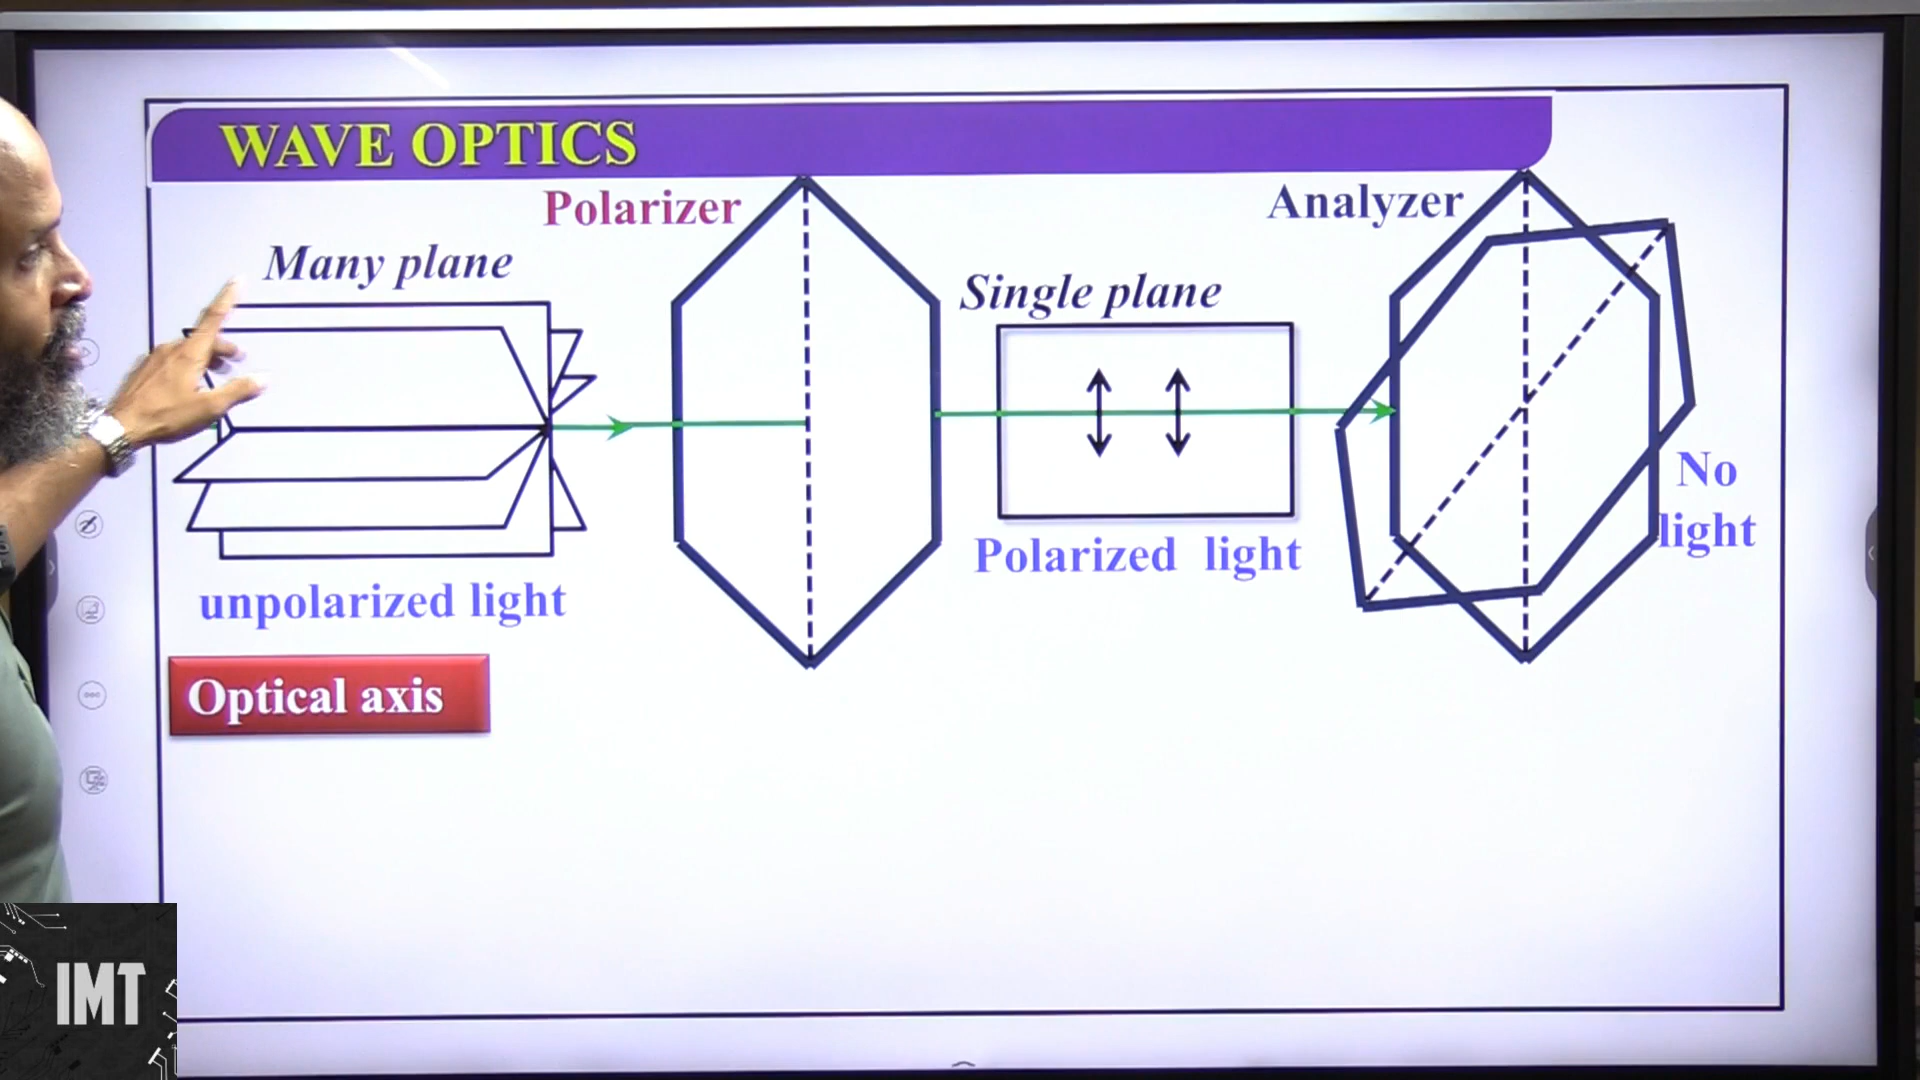 WAVE OPTICS
Polarizer
Analyzer
Many plane
Single plane
No
light
Polarized light
unpolarized light
Optical axis
IMT